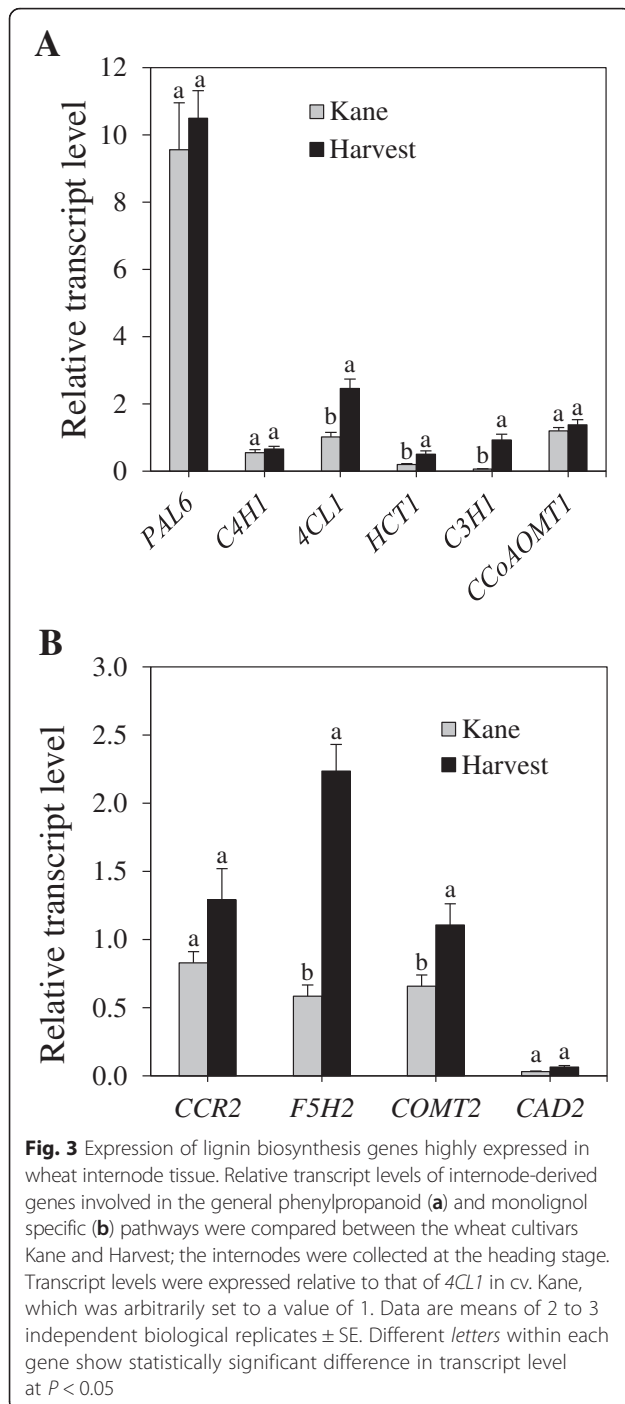 A
Relative transcript level
12
10
8
6
4
2
0
Kane
Harvest
a a
a a
b a
b a
b a
a a
PAL6
C4H1
4CL1
HCT1
C3H1
CCoAOMT1
B
Relative transcript level
3.0
2.5
2.0
1.5
1.0
0.5
0.0
Kane
Harvest
a a
b a
b a
a a
CCR2 F5H2 COMT2 CAD2
Fig. 3 Expression of lignin biosynthesis genes highly expressed in
wheat internode tissue. Relative transcript levels of internode-derived
genes involved in the general phenylpropanoid (a) and monolignol
specific (b) pathways were compared between the wheat cultivars
Kane and Harvest; the internodes were collected at the heading stage.
Transcript levels were expressed relative to that of 4CL1 in cv. Kane,
which was arbitrarily set to a value of 1. Data are means of 2 to 3
independent biological replicates ± SE. Different letters within each
gene show statistically significant difference in transcript level
at P < 0.05